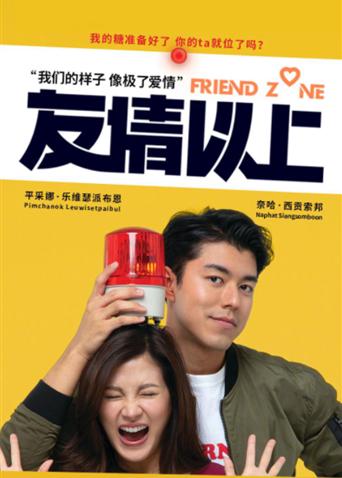 我的糖准备好了 你的ta就位了吗?
“我们的样子 像极了爱情”
FRIEND Z NE
友情以上
平采娜·乐维瑟派布恩
Pimchanok Leuwisetpaibul
奈哈·西贡索邦
Naphat Siangsomboon